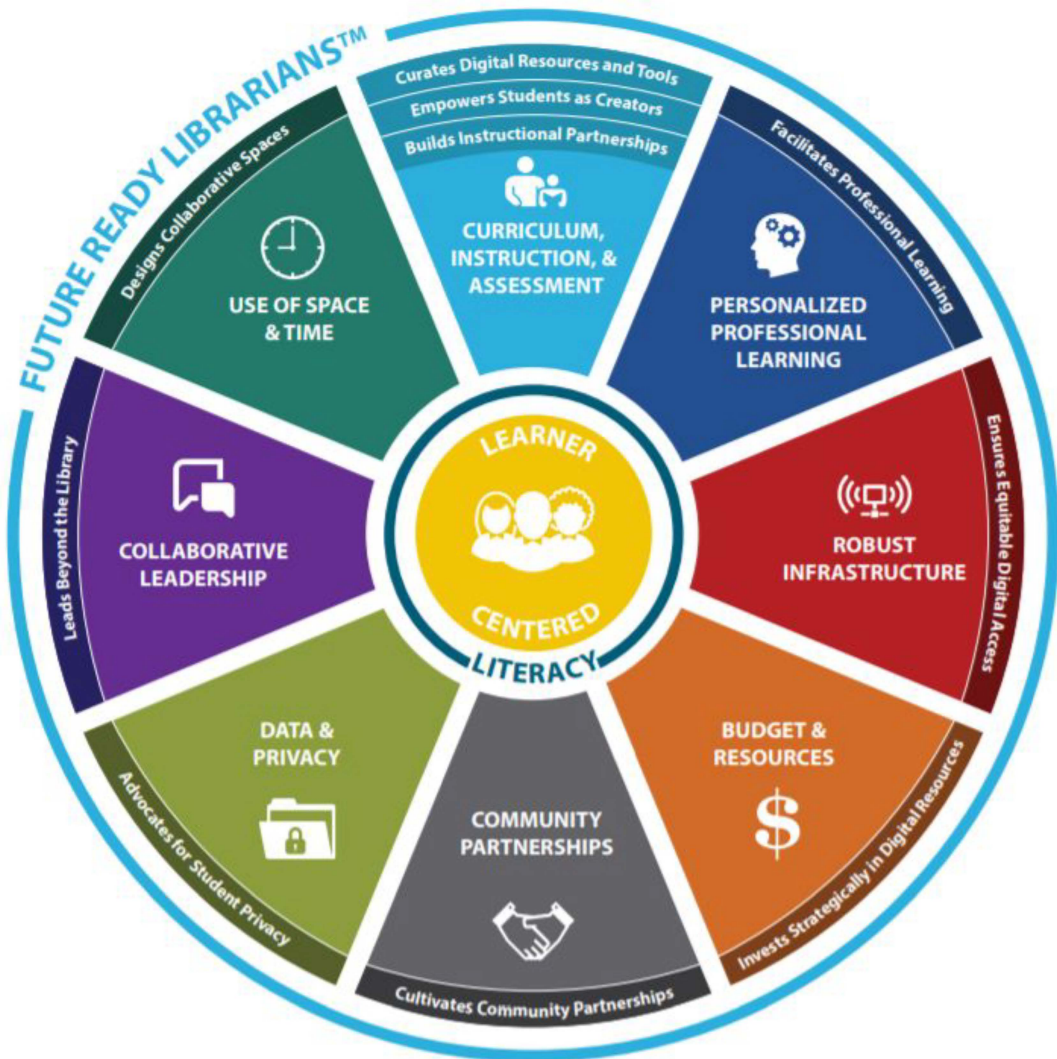 FUTURE READY LIBRARIANS™
Curates Digital Resources and Tools
Empowers Students as Creators
Builds Instructional Partnerships
CURRICULUM,
INSTRUCTION, &
ASSESSMENT
Facilitates Professional Learning
PERSONALIZED
PROFESSIONAL
LEARNING
Ensures Equitable Digital Access
ROBUST
INFRASTRUCTURE
Invests Strategically in Digital Resources
BUDGET &
RESOURCES
$
COMMUNITY
PARTNERSHIPS
Cultivates Community Partnerships
DATA &
PRIVACY
Advocates for Student Privacy
COLLABORATIVE
LEADERSHIP
Leads Beyond the Library
USE OF SPACE
& TIME
Designs Collaborative Spaces
LEARNER
CENTERED
LITERACY